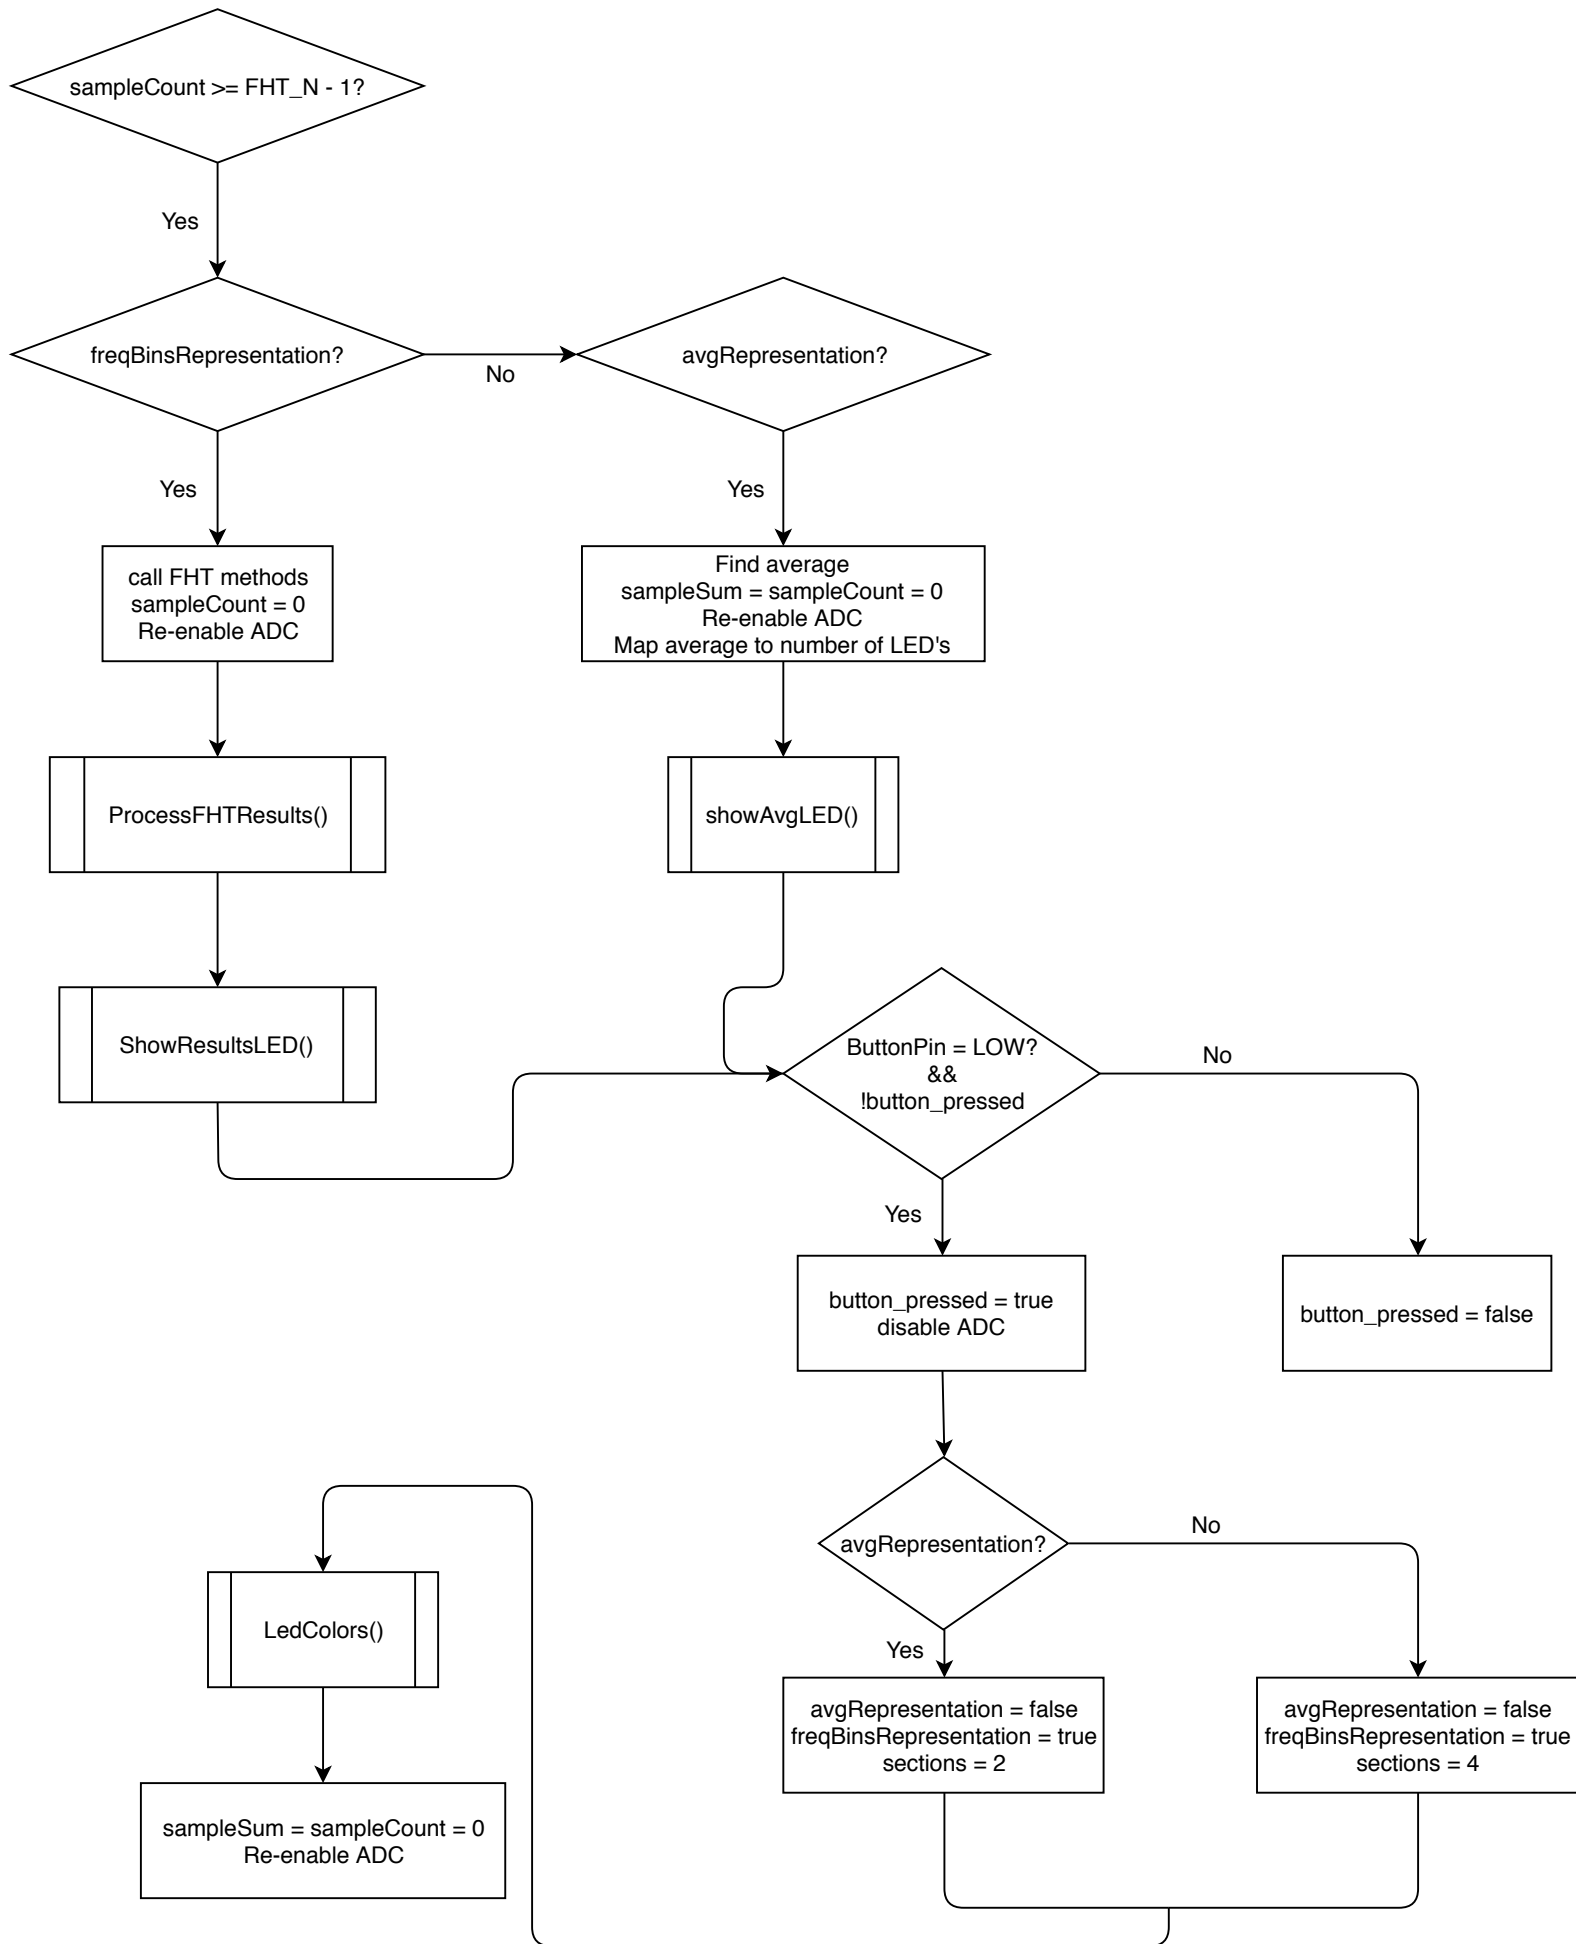 sampleCount >= FHT_N - 1?
Yes
freqBinsRepresentation?
No
avgRepresentation?
Yes
Yes
call FHT methods
sampleCount = 0
Re-enable ADC
Find average
sampleSum = sampleCount = 0
Re-enable ADC
Map average to number of LED's
ProcessFHTResults()
showAvgLED()
ShowResultsLED()
ButtonPin = LOW?
&&
!button_pressed
No
Yes
button_pressed = true
disable ADC
button_pressed = false
avgRepresentation?
No
Yes
avgRepresentation = false
freqBinsRepresentation = true
sections = 2
avgRepresentation = false
freqBinsRepresentation = true
sections = 4
LedColors()
sampleSum = sampleCount = 0
Re-enable ADC